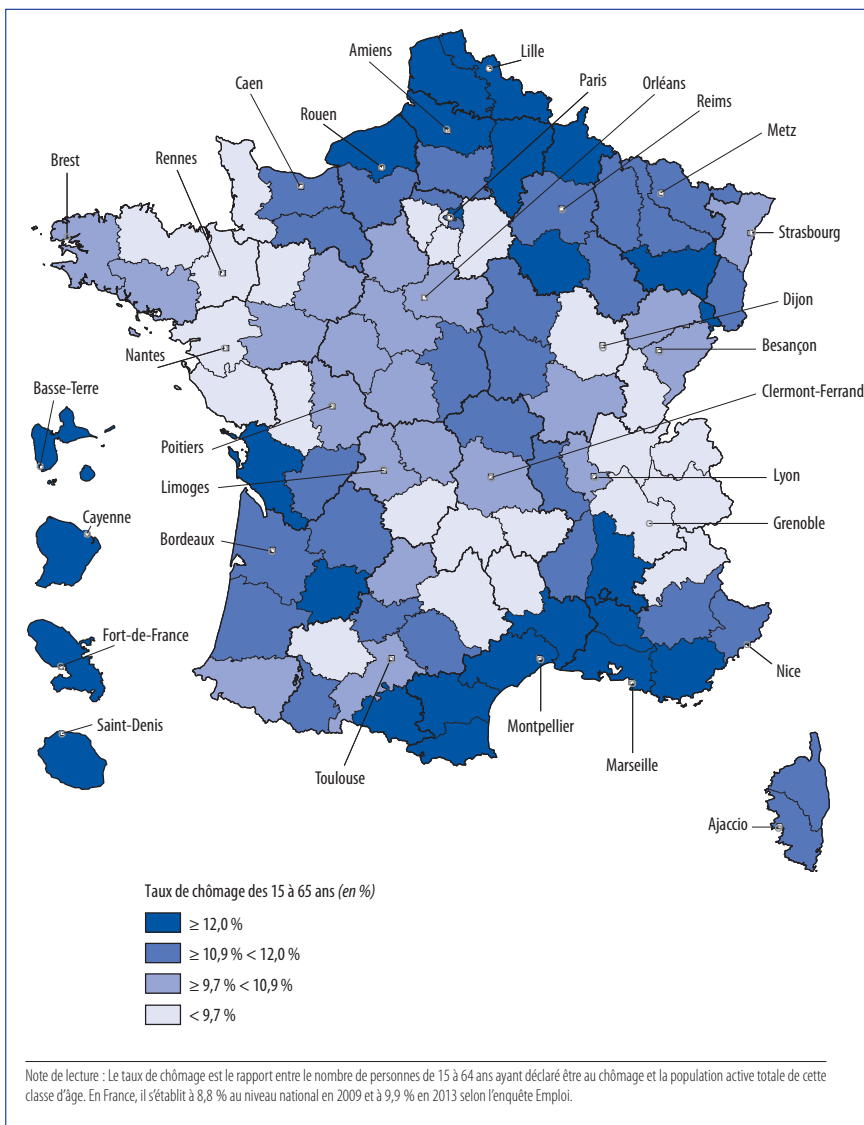 Amiens
Lille
Caen
Paris
Orléans
Rouen
Reims
Metz
Brest
Rennes
Strasbourg
Dijon
Nantes
Besançon
Basse-Terre
Clermont-Ferrand
Poitiers
Limoges
Lyon
Cayenne
Grenoble
Bordeaux
Fort-de-France
Nice
Saint-Denis
Montpellier
Marseille
Toulouse
Ajaccio
Taux de chômage des 15 à 65 ans (en %)
≥ 12,0 %
≥ 10,9 % < 12,0 %
≥ 9,7 % < 10,9 %
< 9,7 %
Note de lecture : Le taux de chômage est le rapport entre le nombre de personnes de 15 à 64 ans ayant déclaré être au chômage et la population active totale de cette
classe d’âge. En France, il s’établit à 8,8 % au niveau national en 2009 et à 9,9 % en 2013 selon l’enquête Emploi.